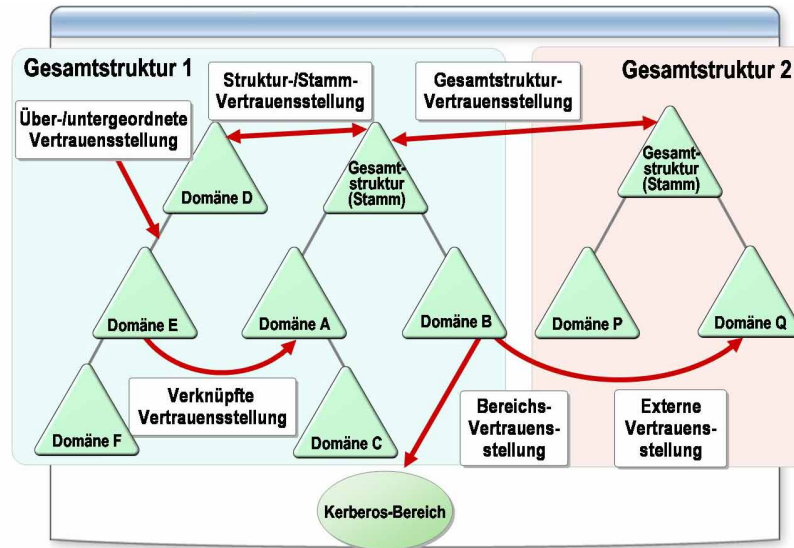 Gesamtstruktur 1
Struktur-/Stamm-
Vertrauensstellung
Gesamtstruktur-
Vertrauensstellung
Gesamtstruktur 2
Über-/untergeordnete
Vertrauensstellung
Domäne D
Gesamt-
struktur
(Stamm)
Gesamt-
struktur
(Stamm)
Domäne E
Domäne A
Domäne B
Domäne P
Domäne Q
Verknüpfte
Vertrauensstellung
Bereichs-
Vertrauens-
stellung
Externe
Vertrauens-
stellung
Domäne F
Domäne C
Kerberos-Bereich